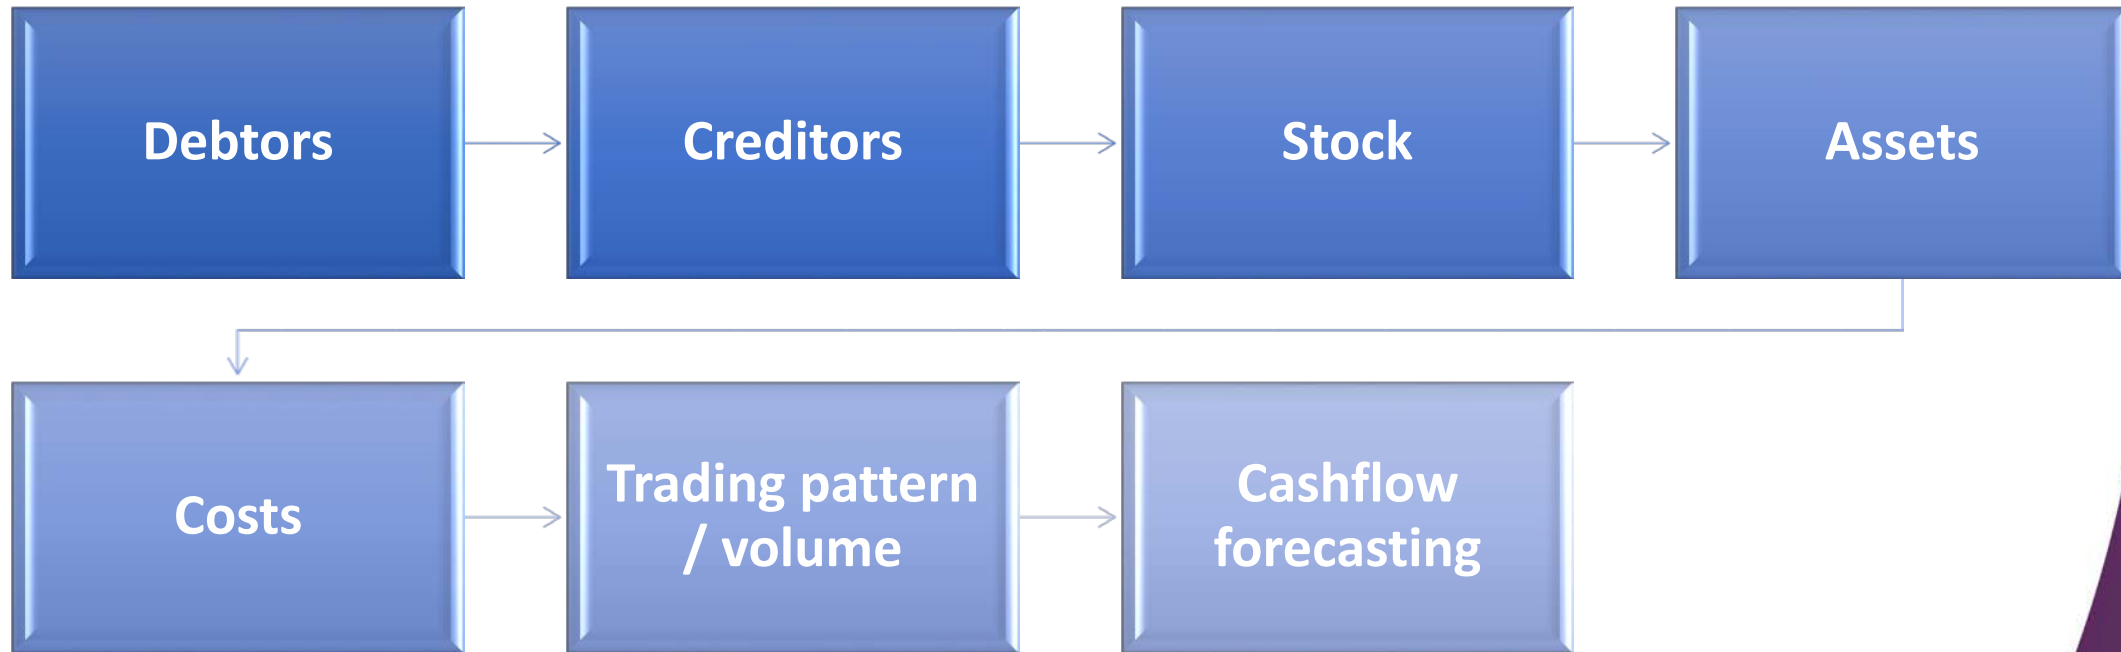 Debtors
Creditors
Stock
Assets
Costs
Trading pattern
/ volume
Cashflow
forecasting